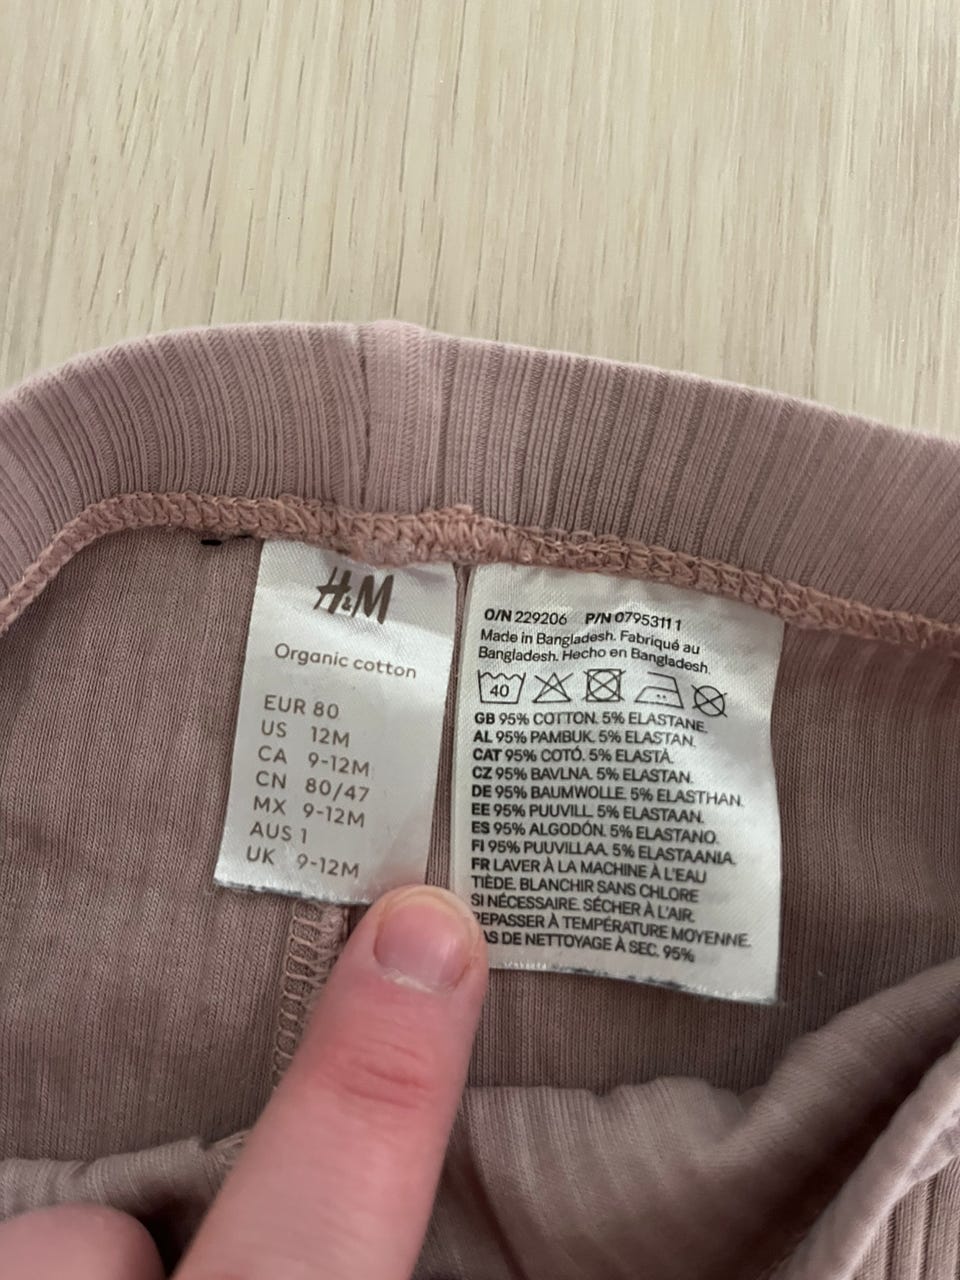 H&M
Organic cotton
EUR 80
US 12M
CA 9-12M
CN 80/47
MX 9-12M
AUS 1
UK 9-12M
O/N 229206 P/N 0795311 1
Made in Bangladesh. Fabriqué au
Bangladesh. Hecho en Bangladesh.
40
GB 95% COTTON. 5% ELASTANE.
AL 95% PAMBUK. 5% ELASTAN.
CAT 95% COTÓ. 5% ELASTÀ.
CZ 95% BAVLNA. 5% ELASTAN.
DE 95% BAUMWOLLE. 5% ELASTHAN.
EE 95% PUUVILL. 5% ELASTAAN.
ES 95% ALGODÓN. 5% ELASTANO.
FI 95% PUUVILLAA. 5% ELASTAANIA.
FR LAVER À LA MACHINE À L'EAU
TIÈDE. BLANCHIR SANS CHLORE
SI NÉCESSAIRE. SÉCHER À L'AIR.
REPASSER À TEMPÉRATURE MOYENNE.
AS DE NETTOYAGE À SEC. 95%